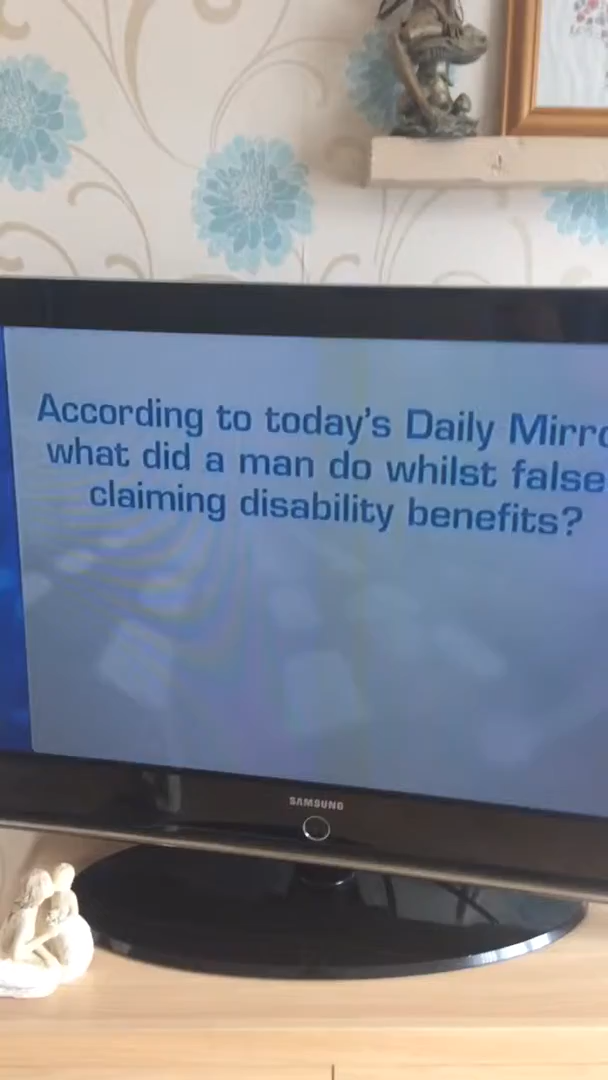 According to today's Daily Mirro
what did a man do whilst false
claiming disability benefits?
SAMSUNG